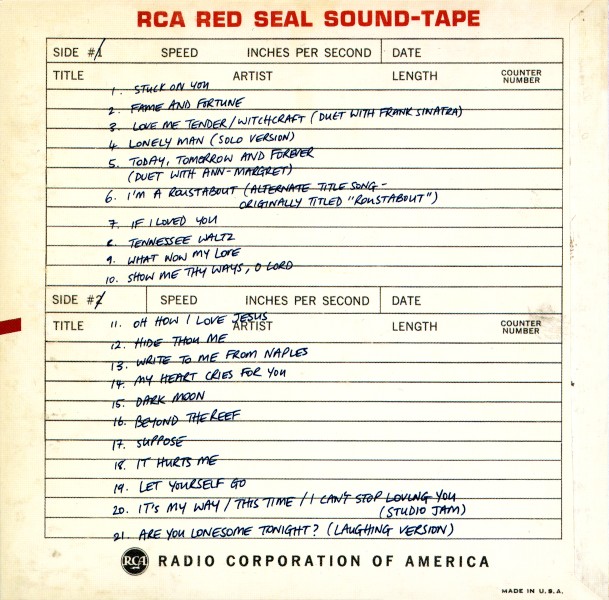 RCA RED SEAL SOUND-TAPE
SIDE #1 SPEED INCHES PER SECOND DATE
TITLE ARTIST LENGTH COUNTER NUMBER
1. STUCK ON YOU
2. FAME AND FORTUNE
3. LOVE ME TENDER / WITCHCRAFT (DUET WITH FRANK SINATRA)
4. LONELY MAN (SOLO VERSION)
5. TODAY, TOMORROW AND FOREVER
(DUET WITH ANN-MARGRET)
6. I'M A ROUSTABOUT (ALTERNATE TITLE SONG -
ORIGINALLY TITLED "ROUSTABOUT")
7. IF I LOVED YOU
8. TENNESSEE WALTZ
9. WHAT NOW MY LOVE
10. SHOW ME THY WAYS, O LORD
SIDE #2 SPEED INCHES PER SECOND DATE
TITLE ARTIST LENGTH COUNTER NUMBER
11. OH HOW I LOVE JESUS
12. HIDE THOU ME
13. WRITE TO ME FROM NAPLES
14. MY HEART CRIES FOR YOU
15. DARK MOON
16. BEYOND THE REEF
17. SUPPOSE
18. IT HURTS ME
19. LET YOURSELF GO
20. IT'S MY WAY / THIS TIME / I CAN'T STOP LOVING YOU
(STUDIO JAM)
21. ARE YOU LONESOME TONIGHT? (LAUGHING VERSION)
RCA RADIO CORPORATION OF AMERICA
MADE IN U.S.A.